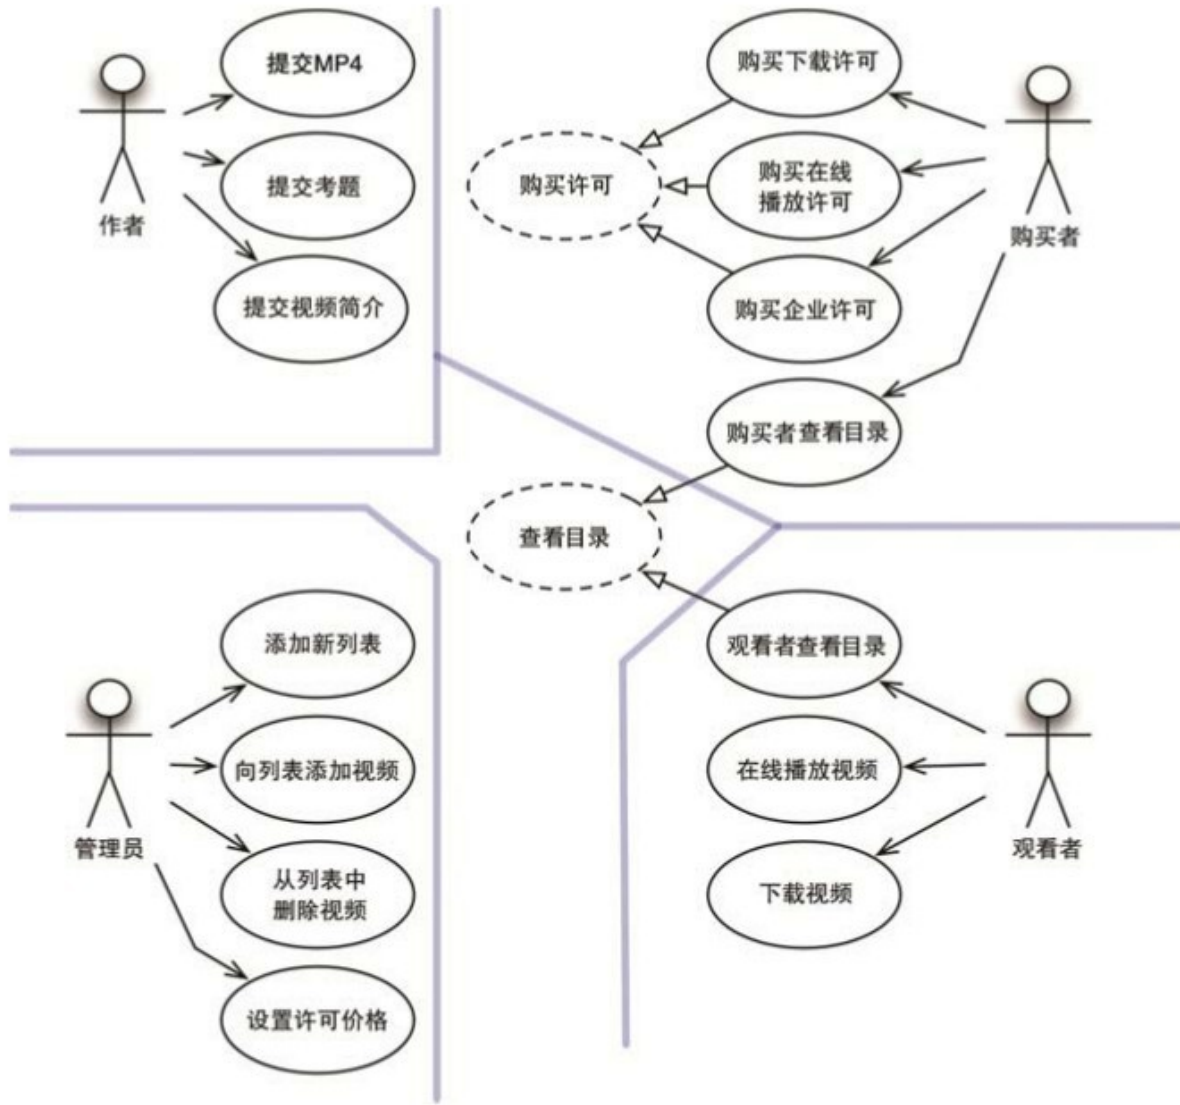 提交MP4
提交考题
提交视频简介
作者
购买下载许可
购买许可
购买在线
播放许可
购买企业许可
购买者
购买者查看目录
查看目录
添加新列表
向列表添加视频
从列表中
删除视频
设置许可价格
管理员
观看者查看目录
在线播放视频
下载视频
观看者